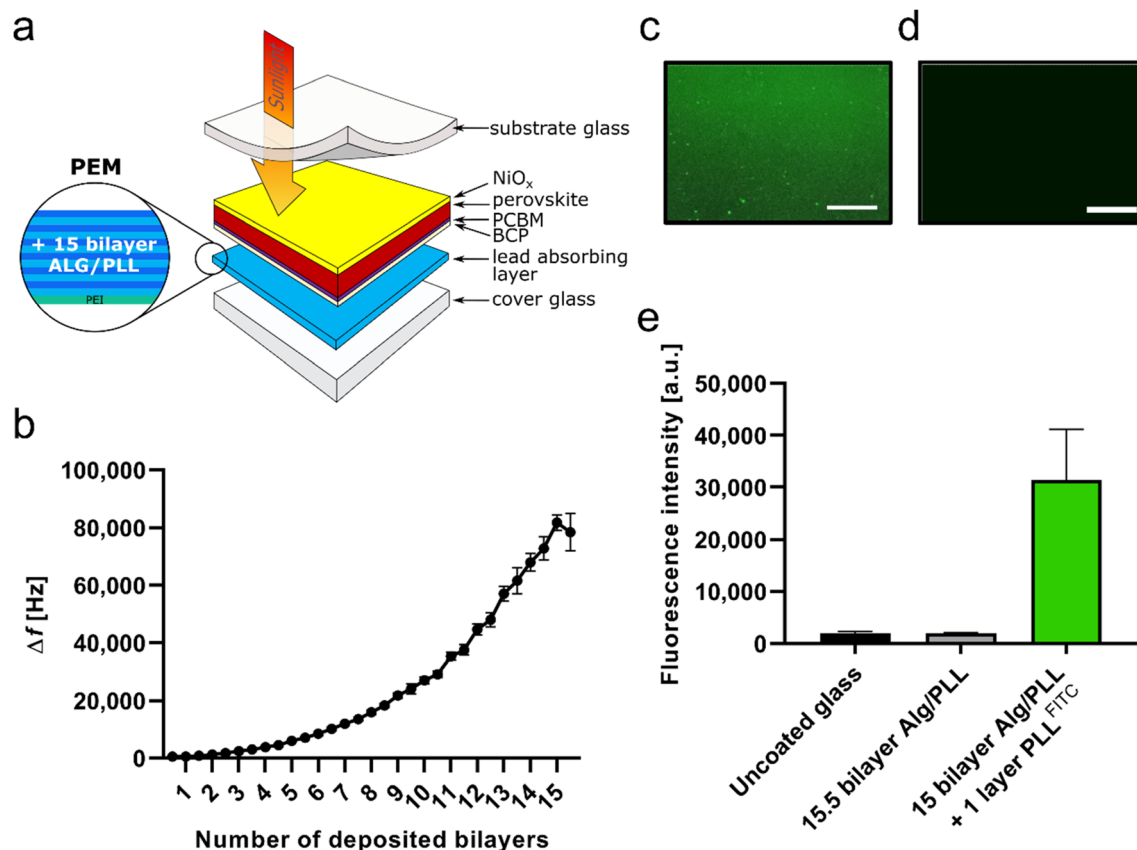 a
Sunlight
substrate glass
PEM
+ 15 bilayer
ALG/PLL
PEI
NiOx
perovskite
PCBM
BCP
lead absorbing
layer
cover glass
b
100,000
80,000
60,000
40,000
20,000
0
Δf [Hz]
1 2 3 4 5 6 7 8 9 10 11 12 13 14 15
Number of deposited bilayers
c
d
e
50,000
40,000
30,000
20,000
10,000
0
Fluorescence intensity [a.u.]
Uncoated glass
15.5 bilayer Alg/PLL
15 bilayer Alg/PLL
+ 1 layer PLL FITC